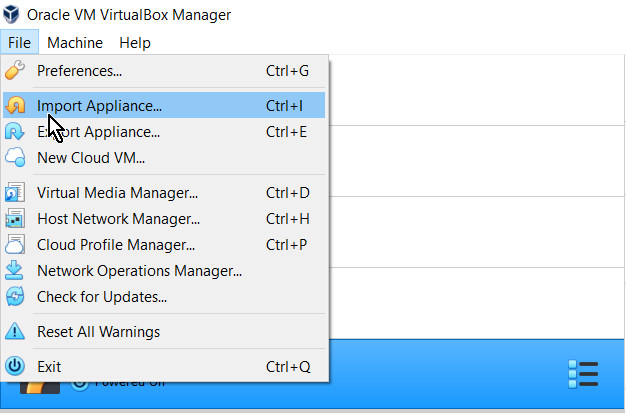 Oracle VM VirtualBox Manager
File Machine Help
Preferences... Ctrl+G
Import Appliance... Ctrl+I
Export Appliance... Ctrl+E
New Cloud VM...
Virtual Media Manager... Ctrl+D
Host Network Manager... Ctrl+H
Cloud Profile Manager... Ctrl+P
Network Operations Manager...
Check for Updates...
Reset All Warnings
Exit Ctrl+Q
Powered Off